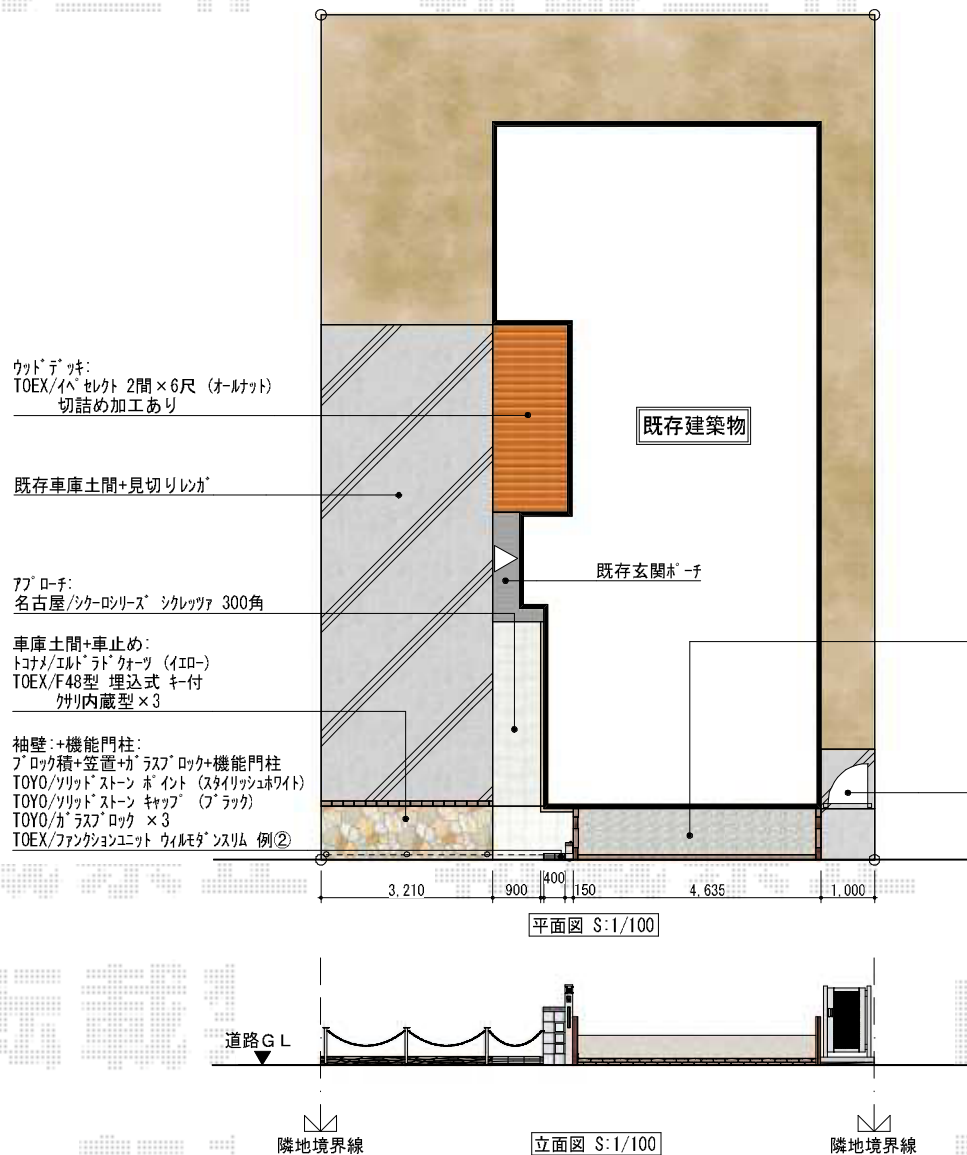 ｳｯﾄﾞﾃﾞｯｷ:
TOEX/ｲﾍﾟｾﾚｸﾄ 2間×6尺 (ｵｰﾙﾅｯﾄ)
切詰め加工あり
既存車庫土間+見切りﾚﾝｶﾞ
ｱﾌﾟﾛｰﾁ:
名古屋/ｼｸｰﾛｼﾘｰｽﾞ ｼｸﾚｯﾂｧ 300角
車庫土間+車止め:
ﾄｺﾅﾒ/ｴﾙﾄﾞﾗﾄﾞｸｫｰﾂ (ｲｴﾛｰ)
TOEX/F48型 埋込式 ｷｰ付
ｸｻﾘ内蔵型×3
袖壁:+機能門柱:
ﾌﾞﾛｯｸ積+笠置+ｶﾞﾗｽﾌﾞﾛｯｸ+機能門柱
TOYO/ｿﾘｯﾄﾞｽﾄｰﾝ ﾎﾟｲﾝﾄ (ｽﾀｲﾘｯｼｭﾎﾜｲﾄ)
TOYO/ｿﾘｯﾄﾞｽﾄｰﾝ ｷｬｯﾌﾟ (ﾌﾞﾗｯｸ)
TOYO/ｶﾞﾗｽﾌﾞﾛｯｸ ×3
TOEX/ﾌｧﾝｸｼｮﾝﾕﾆｯﾄ ｳｨﾙﾓﾀﾞﾝｽﾘﾑ 例②
既存建築物
既存玄関ﾎﾟｰﾁ
3,210
900
400
150
4,635
1,000
平面図 S:1/100
道路GL
隣地境界線
立面図 S:1/100
隣地境界線